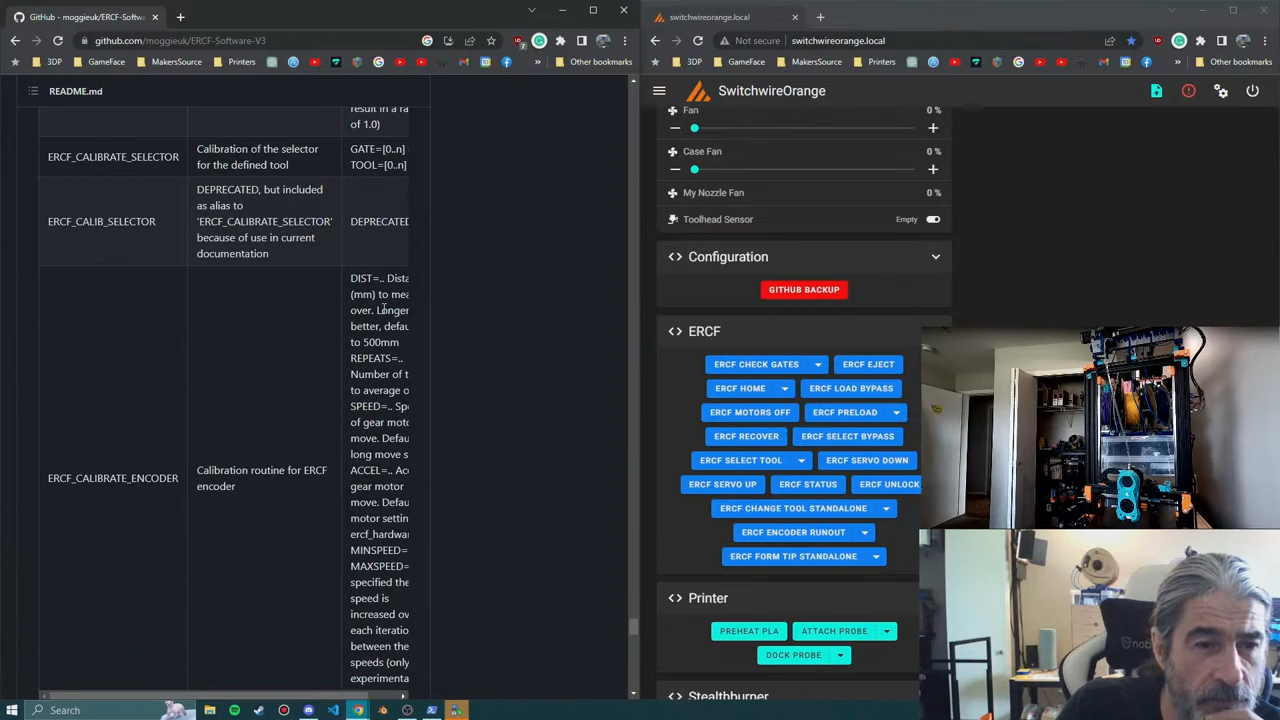 GitHub - moggieuk/ERCF-Softwa
switchwireorange.local
github.com/moggieuk/ERCF-Software-V3
Not secure
switchwireorange.local
3DP
GameFace
MakersSource
Printers
Other bookmarks
3DP
GameFace
MakersSource
Printers
Other bookmarks
README.md
result in a ra
of 1.0)
ERCF_CALIBRATE_SELECTOR
Calibration of the selector
for the defined tool
GATE=[0..n]
TOOL=[0..n]
ERCF_CALIB_SELECTOR
DEPRECATED, but included
as alias to
'ERCF_CALIBRATE_SELECTOR'
because of use in current
documentation
DEPRECATED
ERCF_CALIBRATE_ENCODER
Calibration routine for ERCF
encoder
DIST=.. Dista
(mm) to mea
over. Longer
better, defau
to 500mm
REPEATS=..
Number of t
to average o
SPEED=.. Spe
of gear moto
move. Defau
long move s
ACCEL=.. Ac
gear motor
move. Defau
motor settin
ercf_hardwar
MINSPEED=
MAXSPEED=
specified the
speed is
increased ov
each iteratio
between the
speeds (only
experimenta
SwitchwireOrange
Fan
0 %
Case Fan
0 %
My Nozzle Fan
0 %
Toolhead Sensor
Empty
Configuration
GITHUB BACKUP
ERCF
ERCF CHECK GATES
ERCF EJECT
ERCF HOME
ERCF LOAD BYPASS
ERCF MOTORS OFF
ERCF PRELOAD
ERCF RECOVER
ERCF SELECT BYPASS
ERCF SELECT TOOL
ERCF SERVO DOWN
ERCF SERVO UP
ERCF STATUS
ERCF UNLOCK
ERCF CHANGE TOOL STANDALONE
ERCF ENCODER RUNOUT
ERCF FORM TIP STANDALONE
Printer
PREHEAT PLA
ATTACH PROBE
DOCK PROBE
Stealthburner
Search